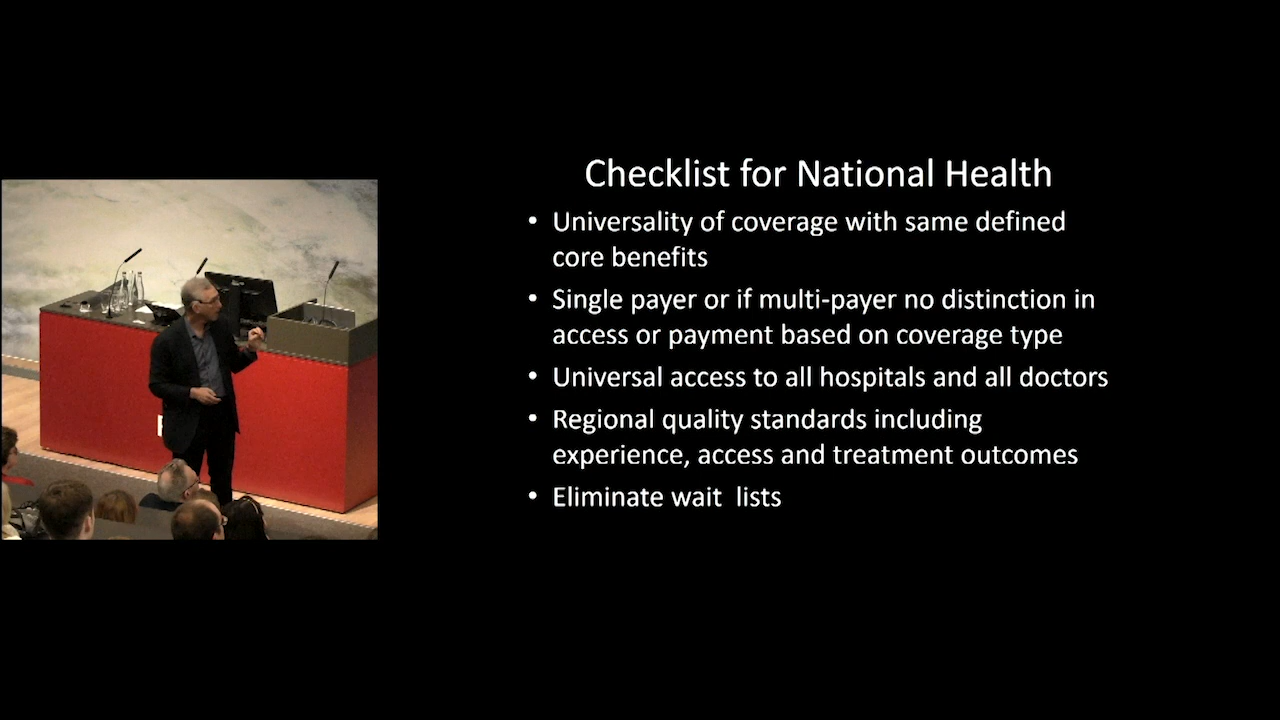 Checklist for National Health
• Universality of coverage with same defined
core benefits
• Single payer or if multi-payer no distinction in
access or payment based on coverage type
• Universal access to all hospitals and all doctors
• Regional quality standards including
experience, access and treatment outcomes
• Eliminate wait  lists